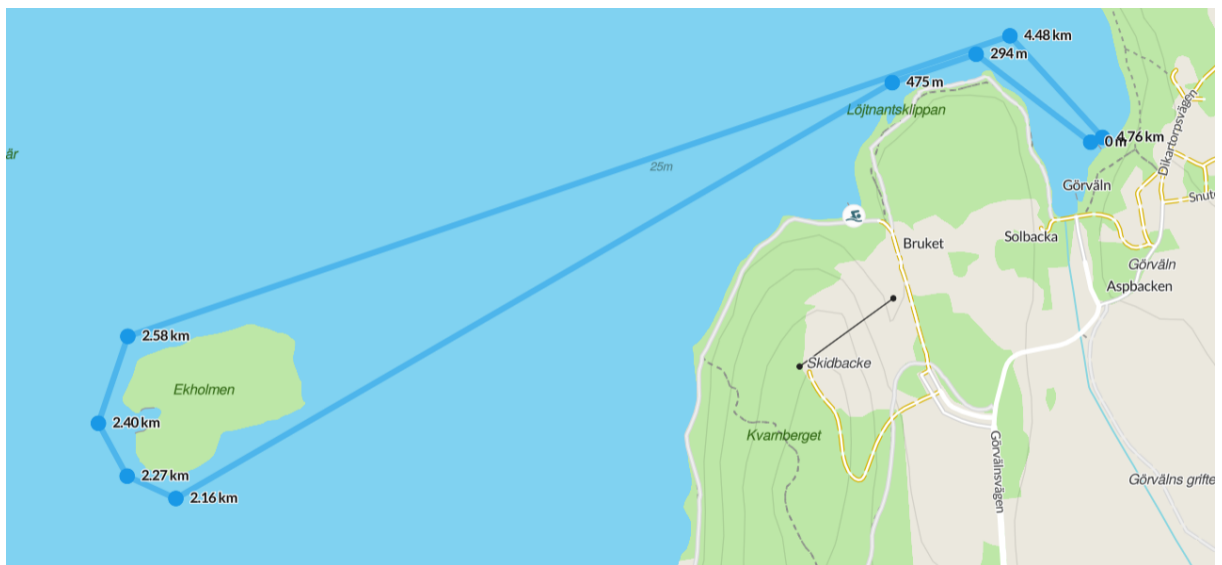 4.48 km
294 m
475 m
Löjtnantsklippan
Dikartorpsvägen
4.76 km
0 m
är
25m
Görväln
Snut
Bruket
Solbacka
Görväln
Aspbacken
2.58 km
Skidbacke
Ekholmen
2.40 km
Kvarnberget
2.27 km
Görvälnsvägen
Görvälns grifte
2.16 km